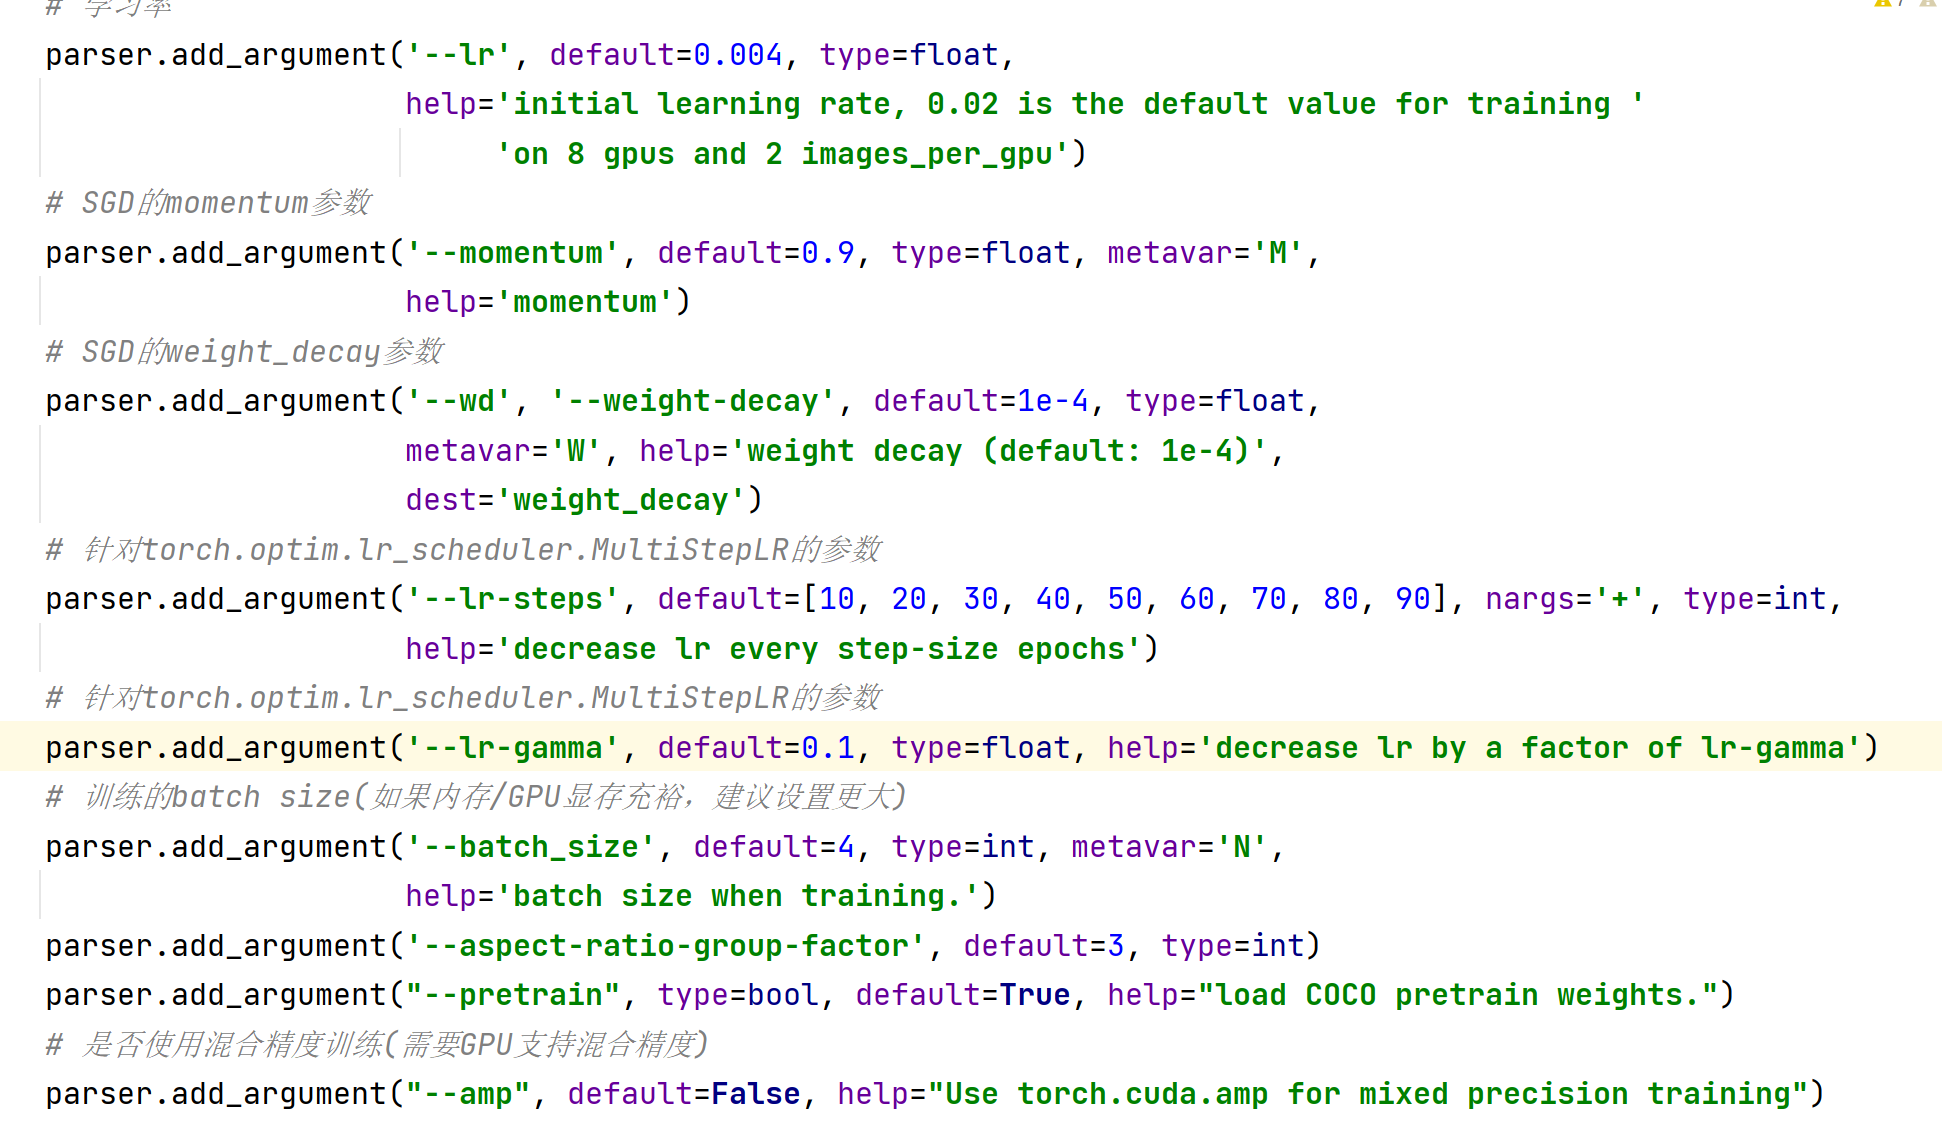 # 学习率
parser.add_argument('--lr', default=0.004, type=float,
help='initial learning rate, 0.02 is the default value for training '
'on 8 gpus and 2 images_per_gpu')
# SGD的momentum参数
parser.add_argument('--momentum', default=0.9, type=float, metavar='M',
help='momentum')
# SGD的weight_decay参数
parser.add_argument('--wd', '--weight-decay', default=1e-4, type=float,
metavar='W', help='weight decay (default: 1e-4)',
dest='weight_decay')
# 针对torch.optim.lr_scheduler.MultiStepLR的参数
parser.add_argument('--lr-steps', default=[10, 20, 30, 40, 50, 60, 70, 80, 90], nargs='+', type=int,
help='decrease lr every step-size epochs')
# 针对torch.optim.lr_scheduler.MultiStepLR的参数
parser.add_argument('--lr-gamma', default=0.1, type=float, help='decrease lr by a factor of lr-gamma')
# 训练的batch size(如果内存/GPU显存充裕，建议设置更大)
parser.add_argument('--batch_size', default=4, type=int, metavar='N',
help='batch size when training.')
parser.add_argument('--aspect-ratio-group-factor', default=3, type=int)
parser.add_argument("--pretrain", type=bool, default=True, help="load COCO pretrain weights.")
# 是否使用混合精度训练(需要GPU支持混合精度)
parser.add_argument("--amp", default=False, help="Use torch.cuda.amp for mixed precision training")